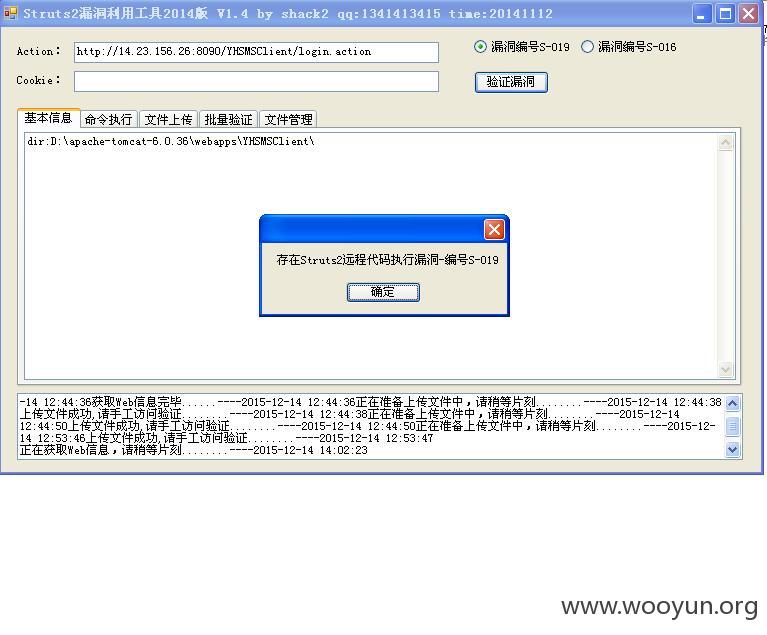 Struts2漏洞利用工具2014版 V1.4 by shack2 qq:1341413415 time:20141112
Action： http://14.23.156.26:8090/YHSMSClient/login.action 漏洞编号S-019 漏洞编号S-016
Cookie： 验证漏洞
基本信息 命令执行 文件上传 批量验证 文件管理
dir:D:\apache-tomcat-6.0.36\webapps\YHSMSClient\
存在Struts2远程代码执行漏洞-编号S-019
确定
-14 12:44:36获取Web信息完毕......----2015-12-14 12:44:36正在准备上传文件中，请稍等片刻........----2015-12-14 12:44:38
上传文件成功,请手工访问验证........----2015-12-14 12:44:38正在准备上传文件中，请稍等片刻........----2015-12-14
12:44:50上传文件成功,请手工访问验证........----2015-12-14 12:44:50正在准备上传文件中，请稍等片刻........----2015-12-
14 12:53:46上传文件成功,请手工访问验证........----2015-12-14 12:53:47
正在获取Web信息，请稍等片刻........----2015-12-14 14:02:23
www.wooyun.org